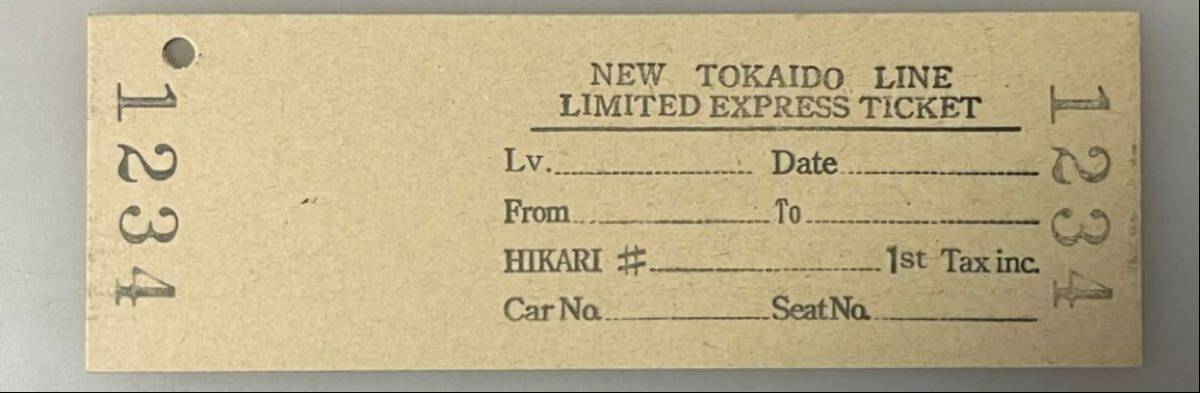 1234
NEW TOKAIDO LINE
LIMITED EXPRESS TICKET
Lv. Date
From To
HIKARI # 1st Tax inc.
Car No. Seat No.
1234